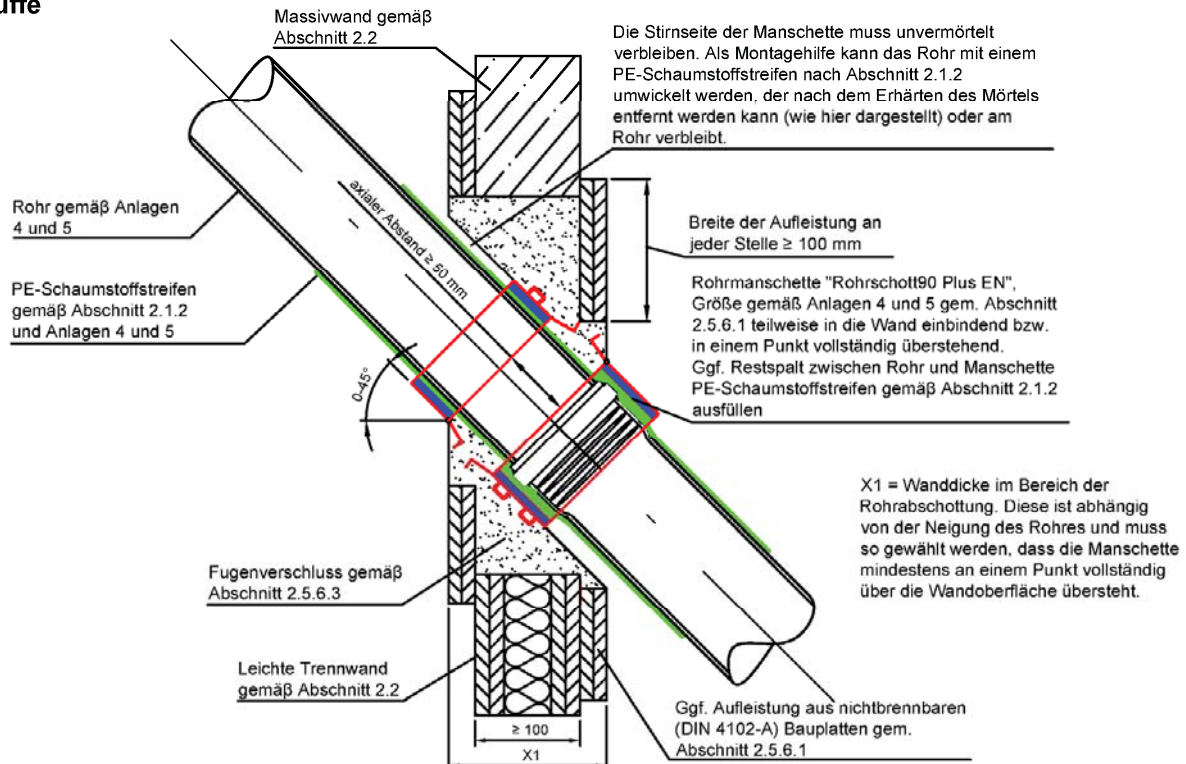 Massivwand gemäß
Abschnitt 2.2
Die Stirnseite der Manschette muss unvermörtelt
verbleiben. Als Montagehilfe kann das Rohr mit einem
PE-Schaumstoffstreifen nach Abschnitt 2.1.2
umwickelt werden, der nach dem Erhärten des Mörtels
entfernt werden kann (wie hier dargestellt) oder am
Rohr verbleibt.
axialer Abstand ≥ 50 mm
Rohr gemäß Anlagen
4 und 5
Breite der Aufleistung an
jeder Stelle ≥ 100 mm
PE-Schaumstoffstreifen
gemäß Abschnitt 2.1.2
und Anlagen 4 und 5
Rohrmanschette "Rohrschott90 Plus EN",
Größe gemäß Anlagen 4 und 5 gem. Abschnitt
2.5.6.1 teilweise in die Wand einbindend bzw.
in einem Punkt vollständig überstehend.
Ggf. Restspalt zwischen Rohr und Manschette
PE-Schaumstoffstreifen gemäß Abschnitt 2.1.2
ausfüllen
0-45°
X1 = Wanddicke im Bereich der
Rohrabschottung. Diese ist abhängig
von der Neigung des Rohres und muss
so gewählt werden, dass die Manschette
mindestens an einem Punkt vollständig
über die Wandoberfläche übersteht.
Fugenverschluss gemäß
Abschnitt 2.5.6.3
Leichte Trennwand
gemäß Abschnitt 2.2
Ggf. Aufleistung aus nichtbrennbaren
(DIN 4102-A) Bauplatten gem.
Abschnitt 2.5.6.1
≥ 100
X1